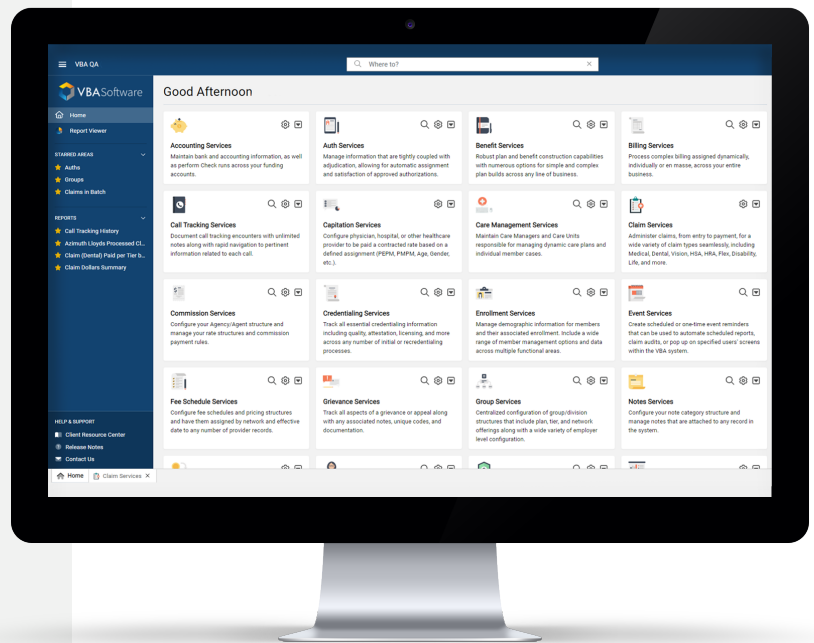 VBA QA
Where to?
VBASoftware
Home
Report Viewer
STARRED AREAS
Auths
Groups
Claims in Batch
REPORTS
Call Tracking History
Azimuth Lloyds Processed Cl...
Claim (Dental) Paid per Tier b...
Claim Dollars Summary
HELP & SUPPORT
Client Resource Center
Release Notes
Contact Us
Good Afternoon
Accounting Services
Maintain bank and accounting information, as well
as perform Check runs across your funding
accounts.
Auth Services
Manage information that are tightly coupled with
adjudication, allowing for automatic assignment
and satisfaction of approved authorizations.
Benefit Services
Robust plan and benefit construction capabilities
with numerous options for simple and complex
plan builds across any line of business.
Billing Services
Process complex billing assigned dynamically,
individually or en masse, across your entire
business.
Call Tracking Services
Document call tracking encounters with unlimited
notes along with rapid navigation to pertinent
information related to each call.
Capitation Services
Configure physician, hospital, or other healthcare
provider to be paid a contracted rate based on a
defined assignment (PEPM, PMPM, Age, Gender,
etc.).
Care Management Services
Maintain Care Managers and Care Units
responsible for managing dynamic care plans and
individual member cases.
Claim Services
Administer claims, from entry to payment, for a
wide variety of claim types seamlessly, including
Medical, Dental, Vision, HSA, HRA, Flex, Disability,
Life, and more.
Commission Services
Configure your Agency/Agent structure and
manage your rate structures and commission
payment rules.
Credentialing Services
Track all essential credentialing information
including quality, attestation, licensing, and more
across any number of initial or recredentialing
processes.
Enrollment Services
Manage demographic information for members
and their associated enrollment. Include a wide
range of member management options and data
across multiple functional areas.
Event Services
Create scheduled or one-time event reminders
that can be used to automate scheduled reports,
claim audits, or pop up on specified users' screens
within the VBA system.
Fee Schedule Services
Configure fee schedules and pricing structures
and have them assigned by network and effective
date to any number of provider records.
Grievance Services
Track all aspects of a grievance or appeal along
with any associated notes, unique codes, and
documentation.
Group Services
Centralized configuration of group/division
structures that include plan, tier, and network
offerings along with a wide variety of employer
level configuration.
Notes Services
Configure your note category structure and
manage notes that are attached to any record in
the system.
Home
Claim Services